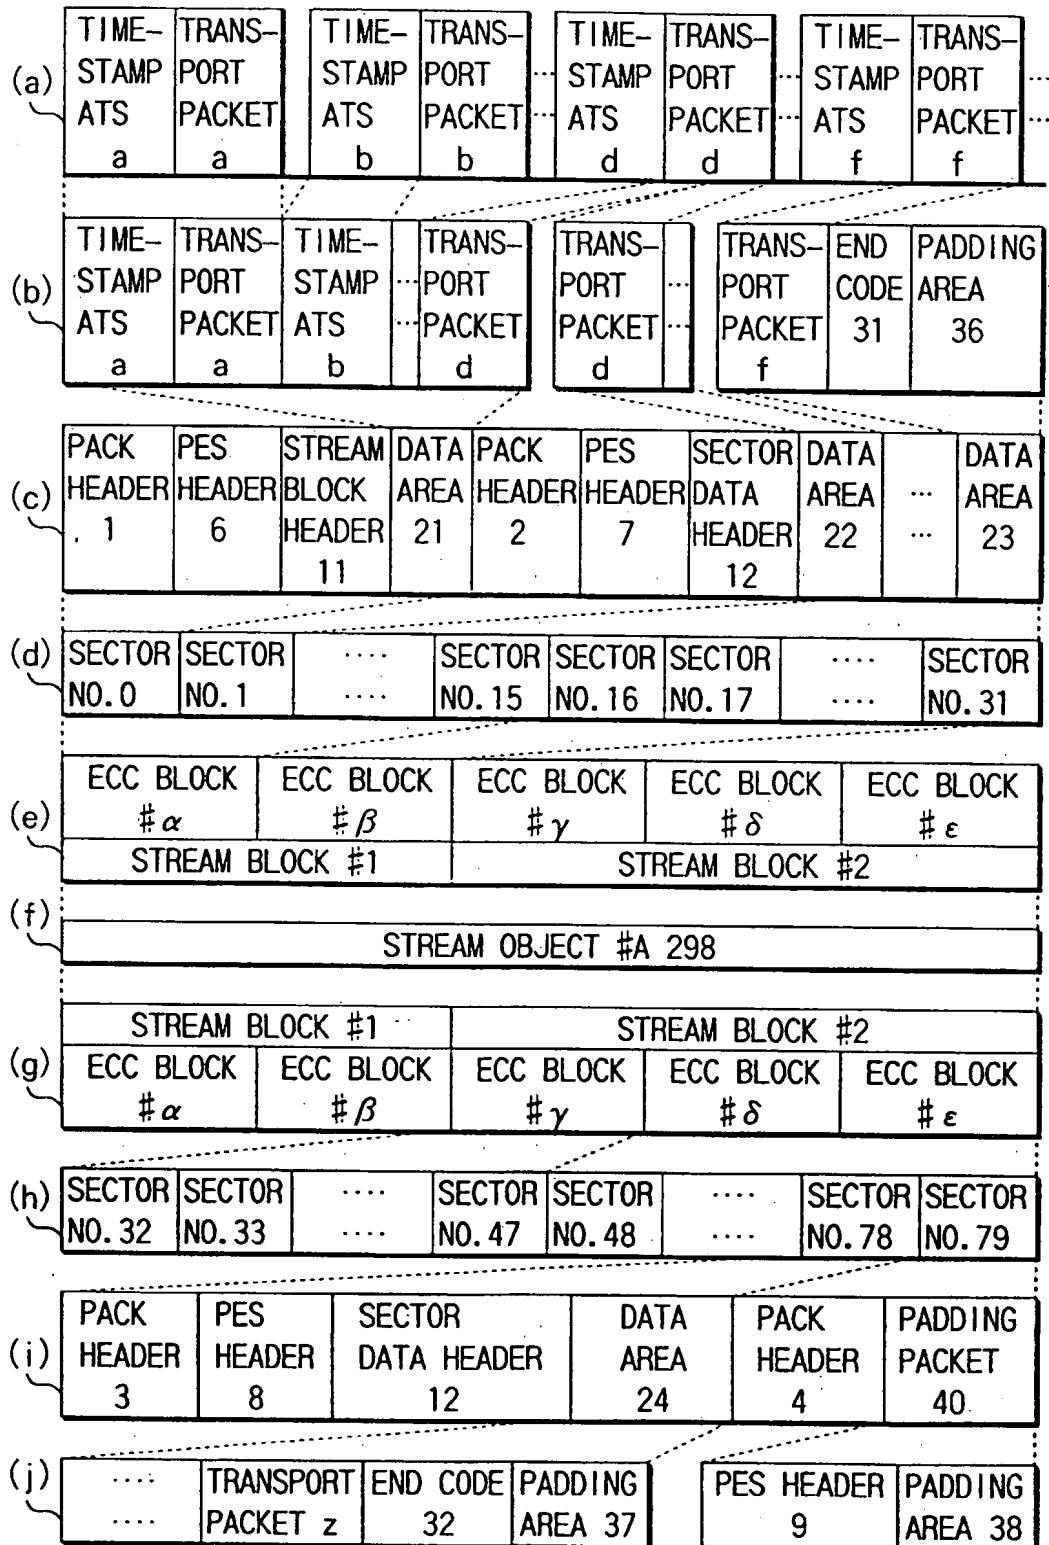 (a)
TIME-STAMP ATS a
TRANS-PORT PACKET a
TIME-STAMP ATS b
TRANS-PORT PACKET b
...
...
TIME-STAMP ATS d
TRANS-PORT PACKET d
...
...
TIME-STAMP ATS f
TRANS-PORT PACKET f
...
...
(b)
TIME-STAMP ATS a
TRANS-PORT PACKET a
TIME-STAMP ATS b
...
...
TRANS-PORT PACKET d
TRANS-PORT PACKET d
...
...
TRANS-PORT PACKET f
END CODE 31
PADDING AREA 36
(c)
PACK HEADER 1
PES HEADER 6
STREAM BLOCK HEADER 11
DATA AREA 21
PACK HEADER 2
PES HEADER 7
SECTOR DATA HEADER 12
DATA AREA 22
...
...
DATA AREA 23
(d)
SECTOR NO.0
SECTOR NO.1
....
....
SECTOR NO.15
SECTOR NO.16
SECTOR NO.17
....
....
SECTOR NO.31
(e)
ECC BLOCK #α
ECC BLOCK #β
ECC BLOCK #γ
ECC BLOCK #δ
ECC BLOCK #ε
STREAM BLOCK #1
STREAM BLOCK #2
(f)
STREAM OBJECT #A 298
(g)
STREAM BLOCK #1
STREAM BLOCK #2
ECC BLOCK #α
ECC BLOCK #β
ECC BLOCK #γ
ECC BLOCK #δ
ECC BLOCK #ε
(h)
SECTOR NO.32
SECTOR NO.33
....
....
SECTOR NO.47
SECTOR NO.48
....
....
SECTOR NO.78
SECTOR NO.79
(i)
PACK HEADER 3
PES HEADER 8
SECTOR DATA HEADER 12
DATA AREA 24
PACK HEADER 4
PADDING PACKET 40
(j)
....
....
TRANSPORT PACKET z
END CODE 32
PADDING AREA 37
PES HEADER 9
PADDING AREA 38